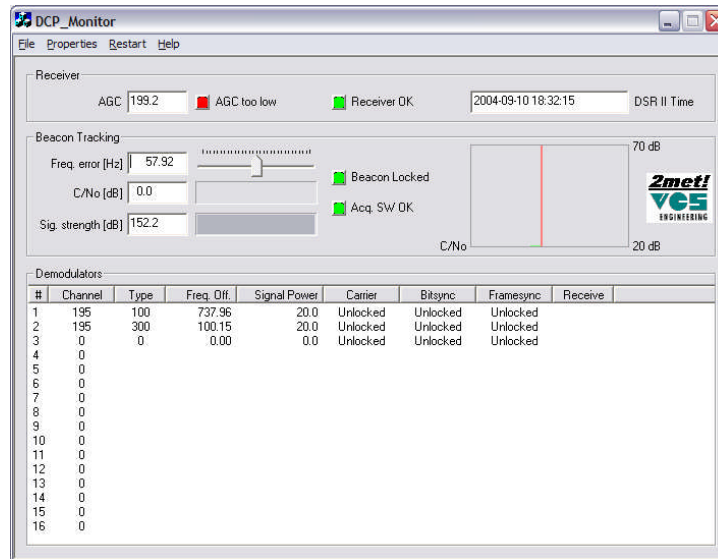 DCP_Monitor
File Properties Restart Help
Receiver
AGC 199.2 AGC too low Receiver OK 2004-09-10 18:32:15 DSR II Time
Beacon Tracking
70 dB
Freq. error [Hz] 57.92
Beacon Locked
C/No [dB] 0.0
2met!
VCS
ENGINEERING
Acq. SW OK
Sig. strength [dB] 152.2
C/No 20 dB
Demodulators
# Channel Type Freq. Off. Signal Power Carrier Bitsync Framesync Receive
1 195 100 737.96 20.0 Unlocked Unlocked Unlocked
2 195 300 100.15 20.0 Unlocked Unlocked Unlocked
3 0 0 0.00 0.0 Unlocked Unlocked Unlocked
4 0
5 0
6 0
7 0
8 0
9 0
10 0
11 0
12 0
13 0
14 0
15 0
16 0